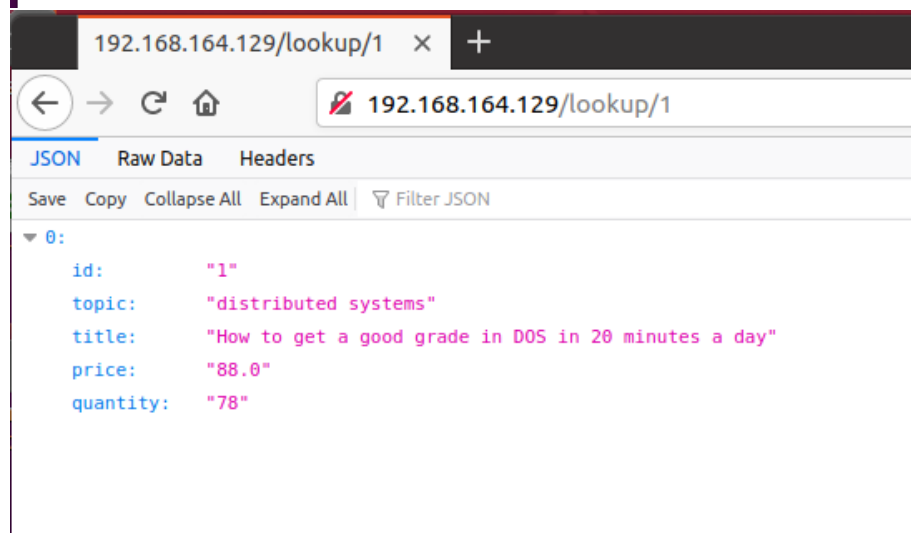 192.168.164.129/lookup/1 × +
192.168.164.129/lookup/1
JSON Raw Data Headers
Save Copy Collapse All Expand All Filter JSON
0:
id: "1"
topic: "distributed systems"
title: "How to get a good grade in DOS in 20 minutes a day"
price: "88.0"
quantity: "78"